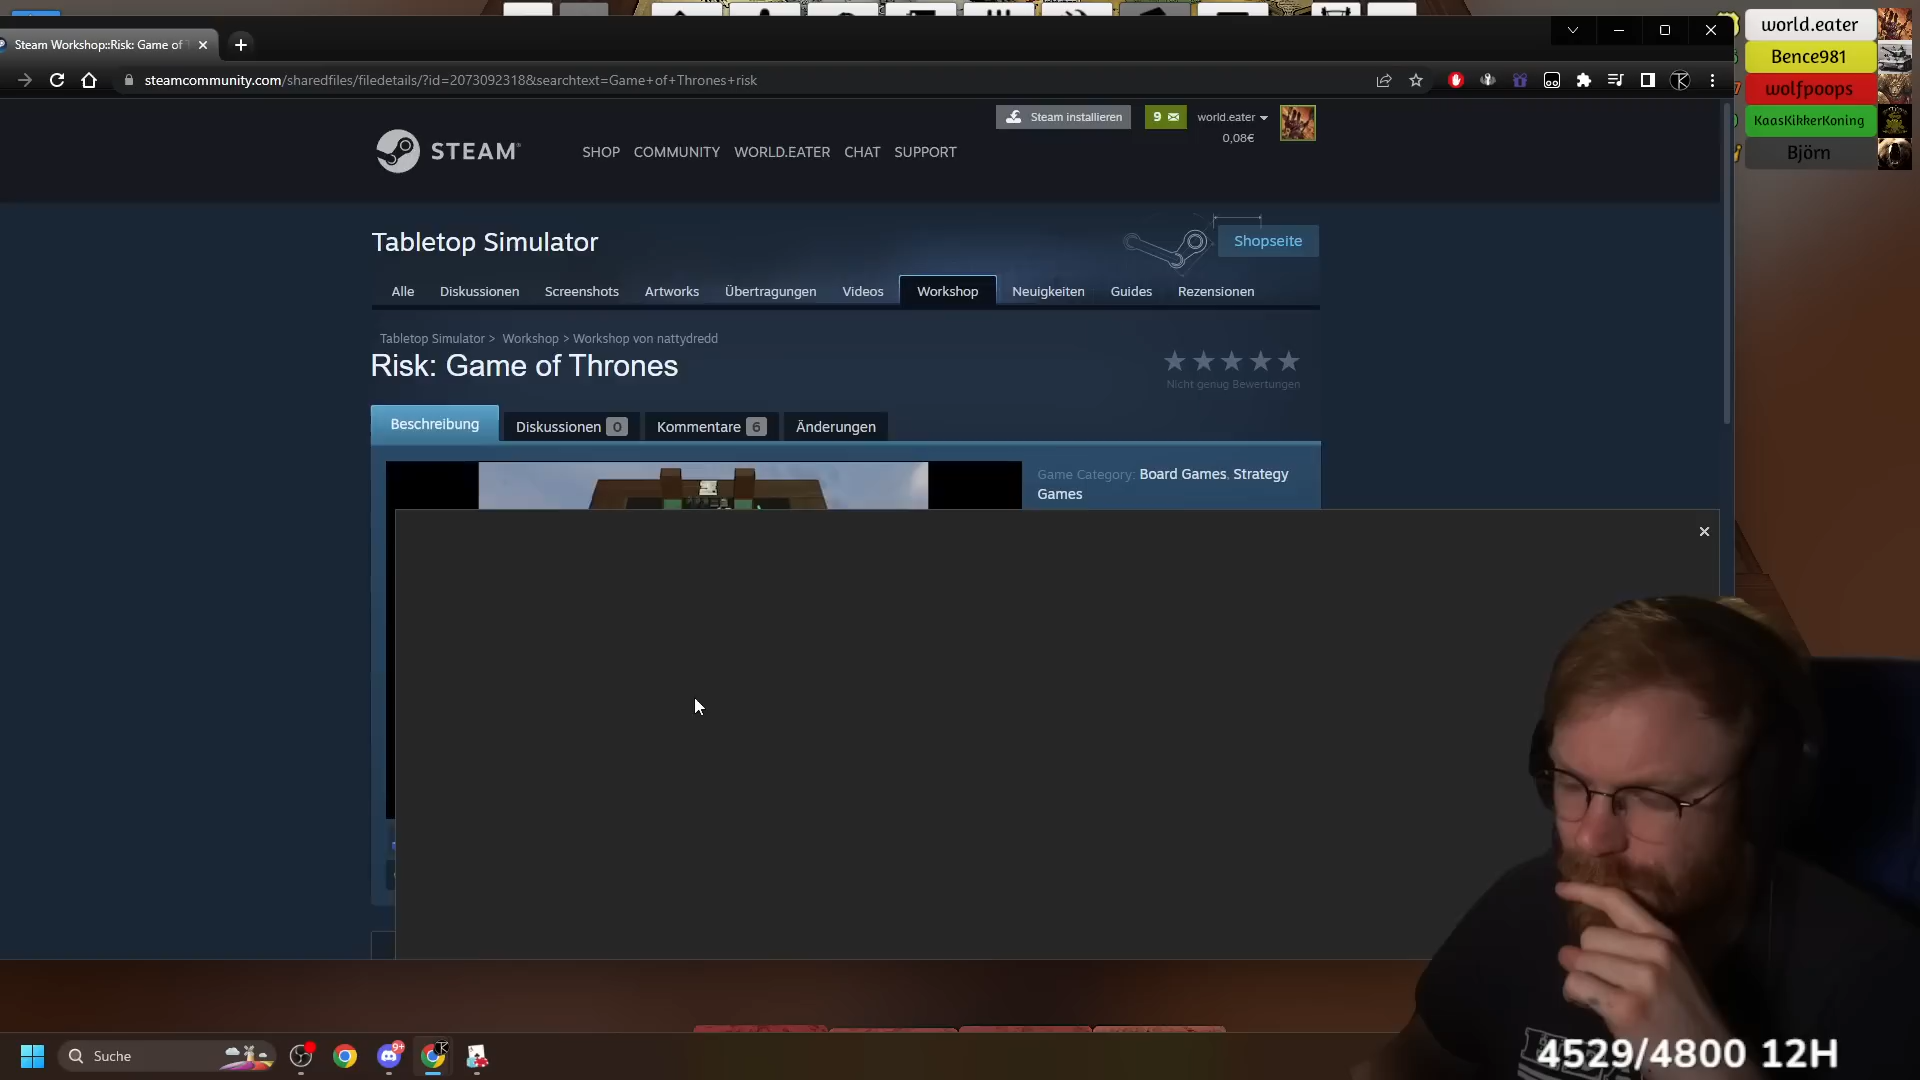 Steam Workshop::Risk: Game of T
steamcommunity.com/sharedfiles/filedetails/?id=2073092318&searchtext=Game+of+Thrones+risk
world.eater
Bence981
wolfpoops
KaasKikkerKoning
Björn
STEAM
SHOP COMMUNITY WORLD.EATER CHAT SUPPORT
Steam installieren
9
world.eater
0,08€
Tabletop Simulator
Shopseite
Alle Diskussionen Screenshots Artworks Übertragungen Videos Workshop Neuigkeiten Guides Rezensionen
Tabletop Simulator > Workshop > Workshop von nattydredd
Risk: Game of Thrones
Nicht genug Bewertungen
Beschreibung Diskussionen 0 Kommentare 6 Änderungen
Game Category: Board Games, Strategy
Games
Suche
9+
4529/4800 12H